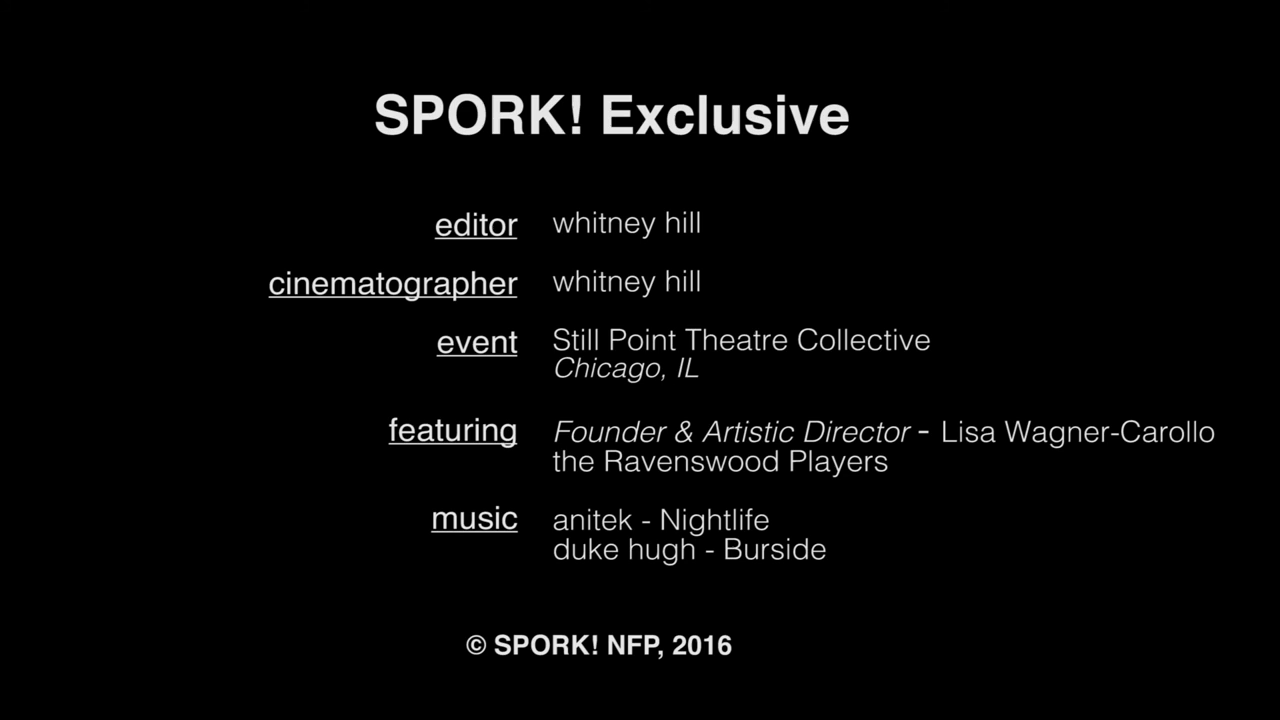 SPORK! Exclusive
editor whitney hill
cinematographer whitney hill
event Still Point Theatre Collective
Chicago, IL
featuring Founder & Artistic Director - Lisa Wagner-Carollo
the Ravenswood Players
music anitek - Nightlife
duke hugh - Burside
© SPORK! NFP, 2016